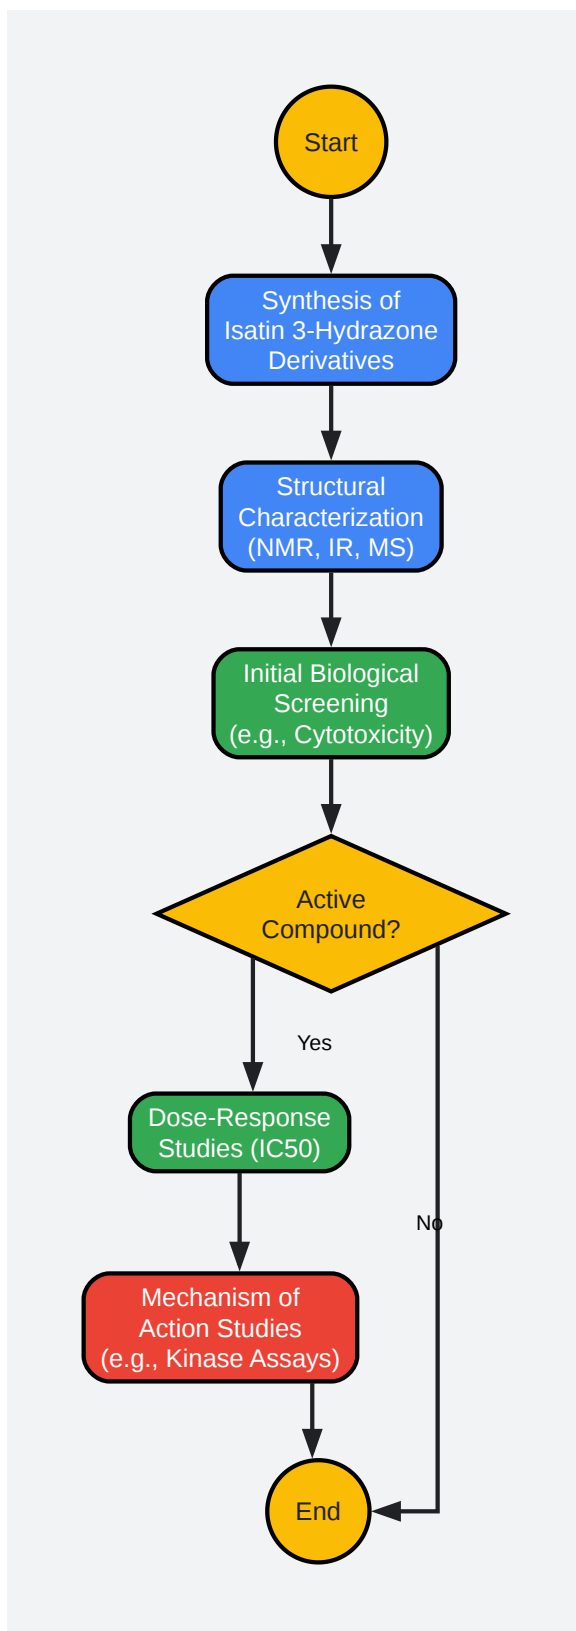 Start
Synthesis of
Isatin 3-Hydrazone
Derivatives
Structural
Characterization
(NMR, IR, MS)
Initial Biological
Screening
(e.g., Cytotoxicity)
Active
Compound?
Yes
Dose-Response
Studies (IC50)
No
Mechanism of
Action Studies
(e.g., Kinase Assays)
End